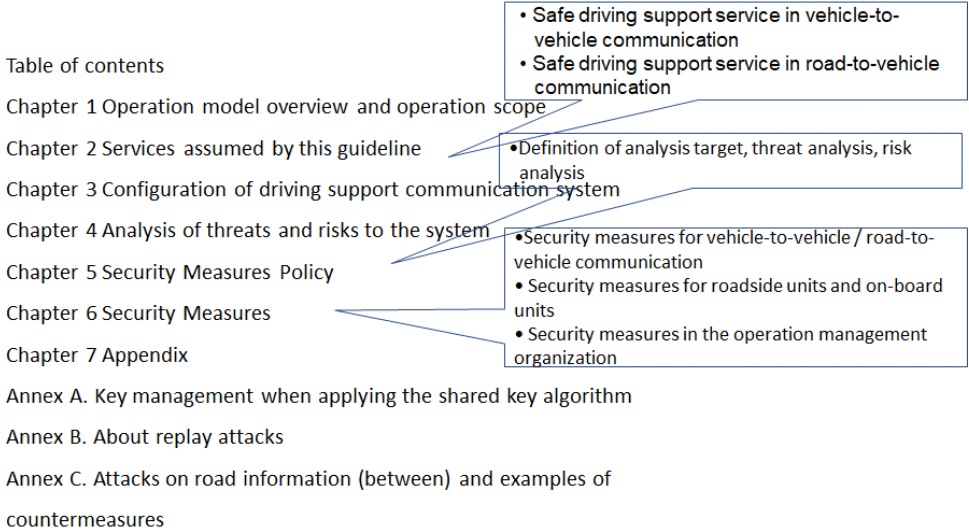 • Safe driving support service in vehicle-to-
vehicle communication
• Safe driving support service in road-to-vehicle
communication
Table of contents
Chapter 1 Operation model overview and operation scope
Chapter 2 Services assumed by this guideline
•Definition of analysis target, threat analysis, risk
analysis
Chapter 3 Configuration of driving support communication system
Chapter 4 Analysis of threats and risks to the system
•Security measures for vehicle-to-vehicle / road-to-
vehicle communication
• Security measures for roadside units and on-board
units
• Security measures in the operation management
organization
Chapter 5 Security Measures Policy
Chapter 6 Security Measures
Chapter 7 Appendix
Annex A. Key management when applying the shared key algorithm
Annex B. About replay attacks
Annex C. Attacks on road information (between) and examples of
countermeasures